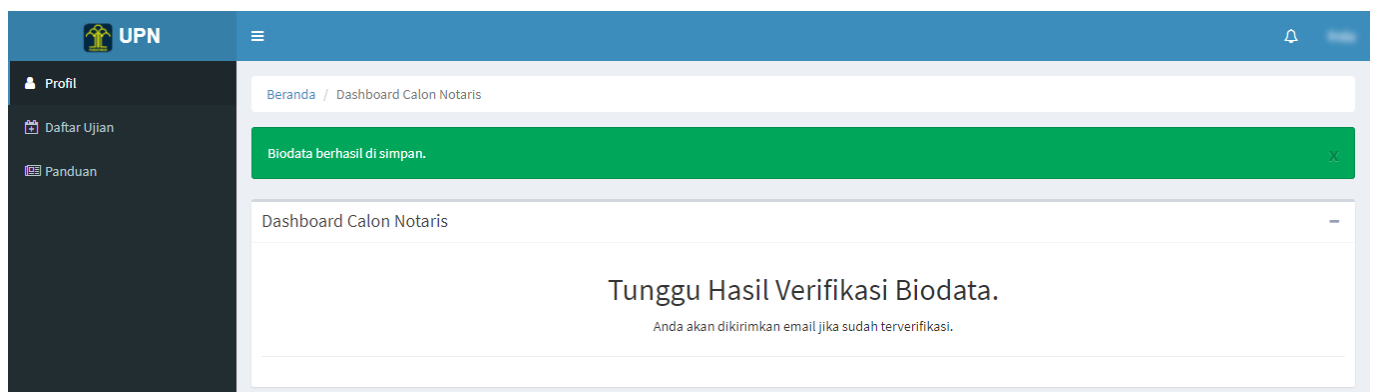 UPN
Profil
Daftar Ujian
Panduan
Beranda / Dashboard Calon Notaris
Biodata berhasil di simpan.
x
Dashboard Calon Notaris
Tunggu Hasil Verifikasi Biodata.
Anda akan dikirimkan email jika sudah terverifikasi.